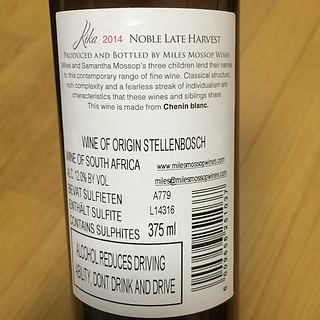 Kika 2014 NOBLE LATE HARVEST
PRODUCED AND BOTTLED BY MILES MOSSOP WINES
Miles and Samantha Mossop's three children lend their names
to this contemporary range of fine wine. Classical structure,
rich complexity and a fearless streak of individualism are
characteristics that these wines and siblings share.
This wine is made from Chenin blanc.
WINE OF ORIGIN STELLENBOSCH
WINE OF SOUTH AFRICA www.milesmossopwines.com
ALC. 12.0% BY VOL. miles@milesmossopwines.com
BEVAT SULFIETEN A779
ENTHÄLT SULFITE L14316
CONTAINS SULPHITES 375 ml
ALCOHOL REDUCES DRIVING
ABILITY, DONT DRINK AND DRIVE